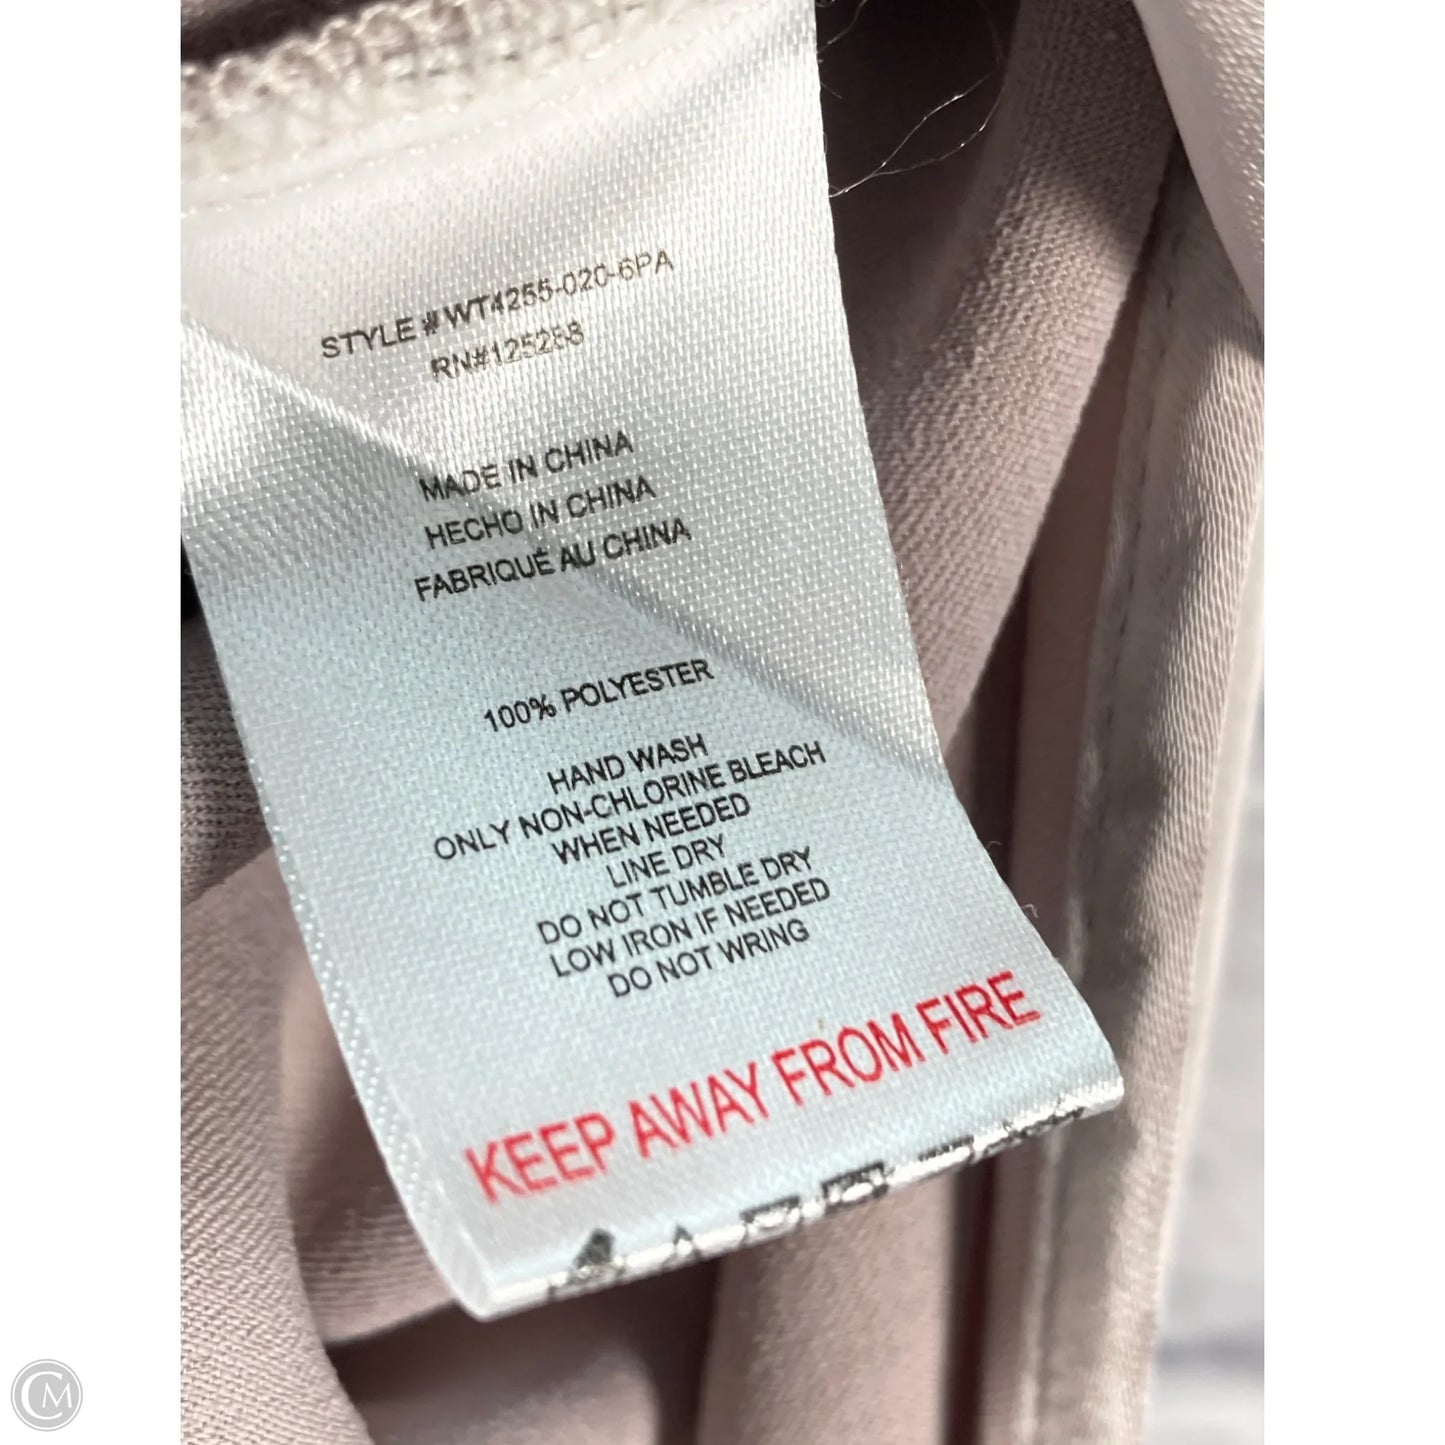 STYLE # WT4255-020-6PA
RN#125258
MADE IN CHINA
HECHO IN CHINA
FABRIQUÉ AU CHINA
100% POLYESTER
HAND WASH
ONLY NON-CHLORINE BLEACH
WHEN NEEDED
LINE DRY
DO NOT TUMBLE DRY
LOW IRON IF NEEDED
DO NOT WRING
KEEP AWAY FROM FIRE
CM